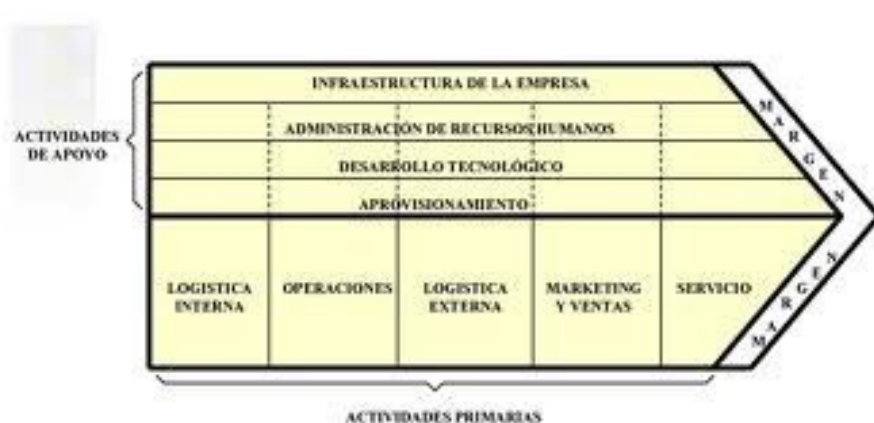 INFRAESTRUCTURA DE LA EMPRESA
ADMINISTRACIÓN DE RECURSOS HUMANOS
ACTIVIDADES
DE APOYO
DESARROLLO TECNOLÓGICO
APROVISIONAMIENTO
MARGEN
LOGISTICA
INTERNA
OPERACIONES
LOGISTICA
EXTERNA
MARKETING
Y VENTAS
SERVICIO
MARGEN
ACTIVIDADES PRIMARIAS